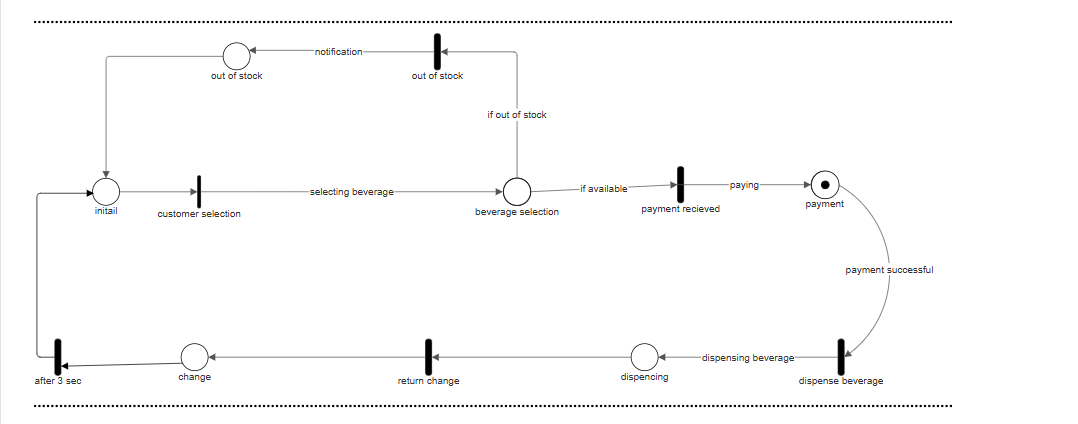 notification
out of stock
out of stock
if out of stock
selecting beverage
if available
paying
initail
customer selection
beverage selection
payment recieved
payment
payment successful
dispensing beverage
after 3 sec
change
return change
dispencing
dispense beverage